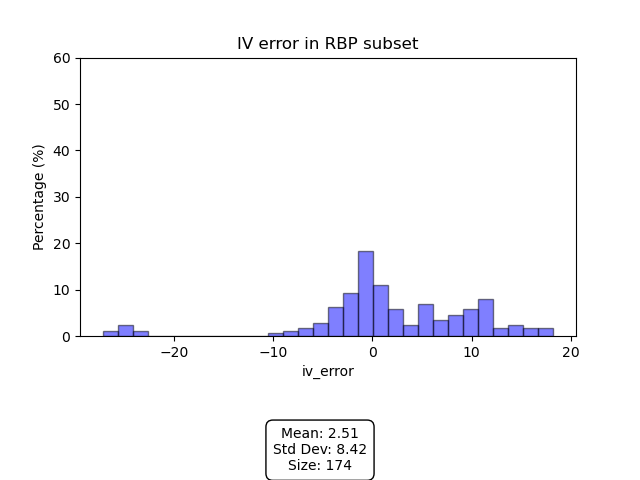 IV error in RBP subset
60
50
40
30
20
10
0
Percentage (%)
−20
−10
0
10
20
iv_error
Mean: 2.51
Std Dev: 8.42
Size: 174